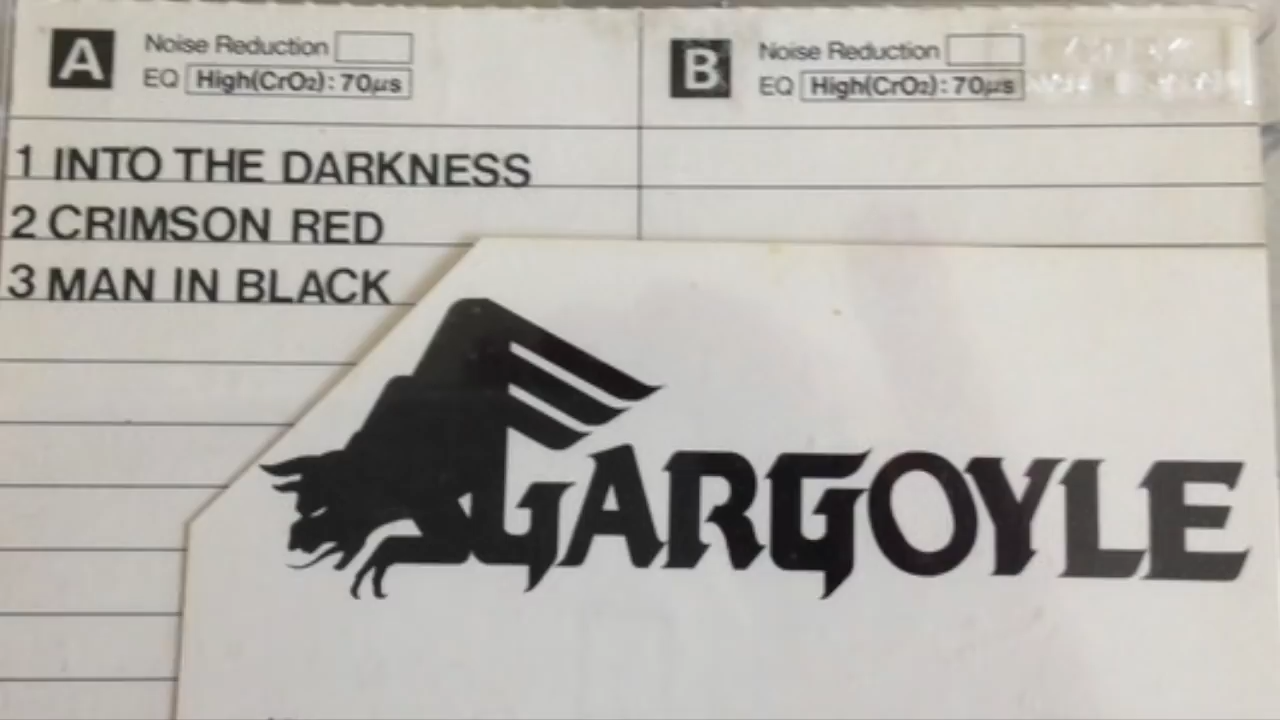 A Noise Reduction
EQ High(CrO2): 70μs
B Noise Reduction
EQ High(CrO2): 70μs
1 INTO THE DARKNESS
2 CRIMSON RED
3 MAN IN BLACK
GARGOYLE